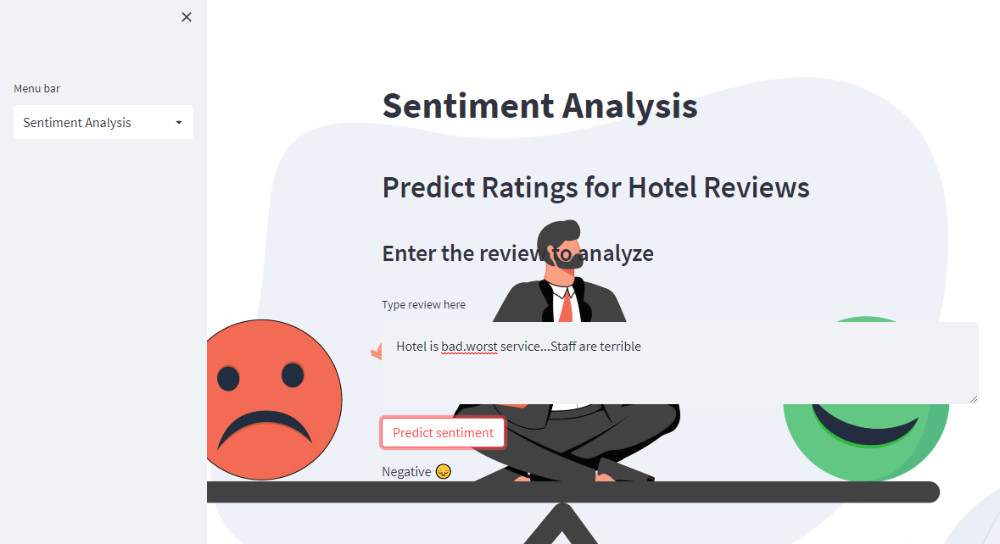 Menu bar
Sentiment Analysis
Sentiment Analysis
Predict Ratings for Hotel Reviews
Enter the review to analyze
Type review here
Hotel is bad.worst service...Staff are terrible
Predict sentiment
Negative 😔